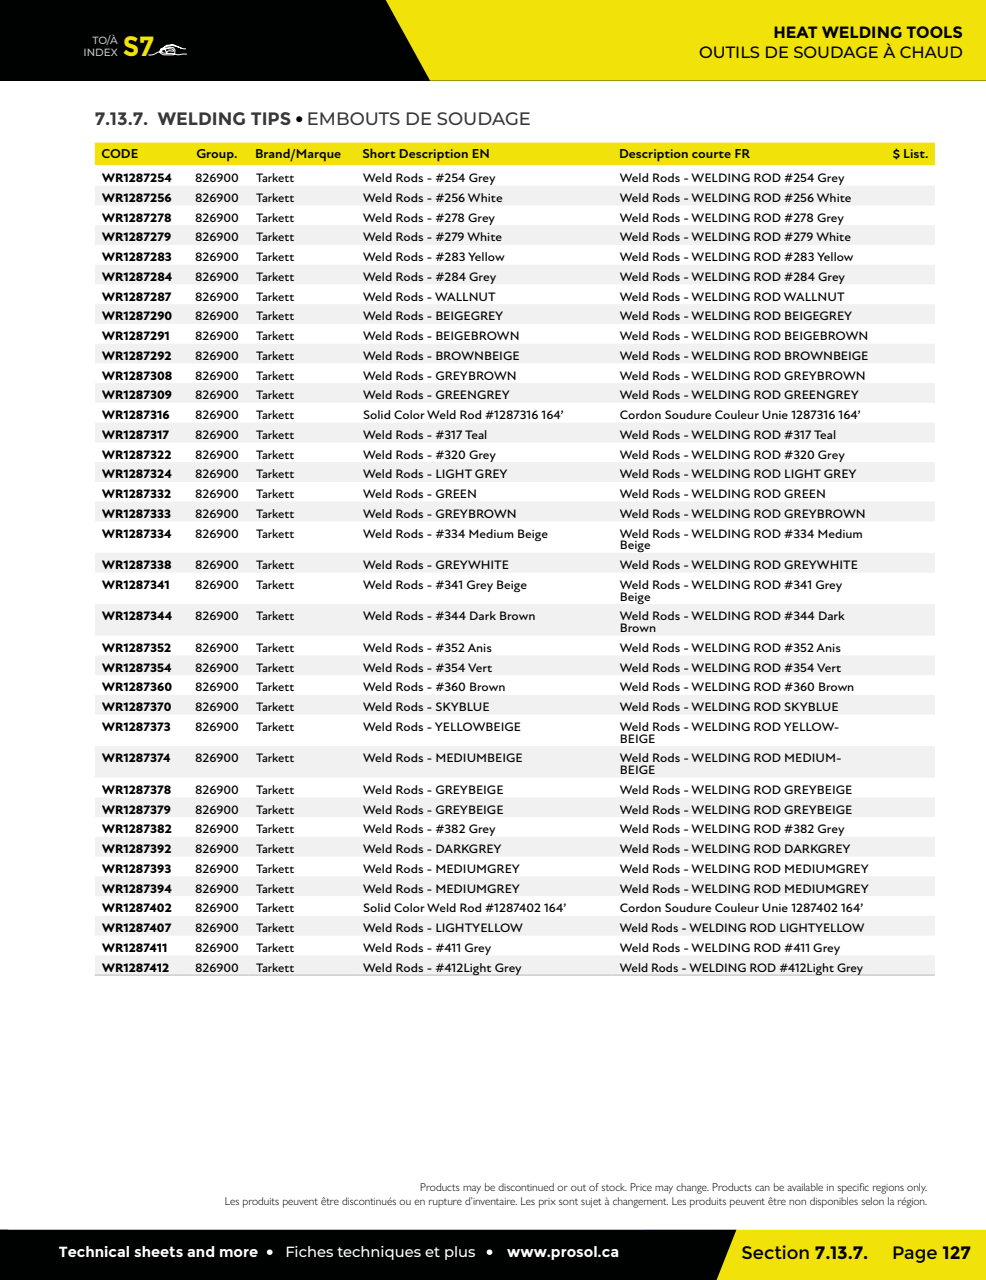 TO/À
INDEX S7
HEAT WELDING TOOLS
OUTILS DE SOUDAGE À CHAUD
7.13.7. WELDING TIPS • EMBOUTS DE SOUDAGE
CODE Group. Brand/Marque Short Description EN Description courte FR $ List.
WR1287254 826900 Tarkett Weld Rods - #254 Grey Weld Rods - WELDING ROD #254 Grey
WR1287256 826900 Tarkett Weld Rods - #256 White Weld Rods - WELDING ROD #256 White
WR1287278 826900 Tarkett Weld Rods - #278 Grey Weld Rods - WELDING ROD #278 Grey
WR1287279 826900 Tarkett Weld Rods - #279 White Weld Rods - WELDING ROD #279 White
WR1287283 826900 Tarkett Weld Rods - #283 Yellow Weld Rods - WELDING ROD #283 Yellow
WR1287284 826900 Tarkett Weld Rods - #284 Grey Weld Rods - WELDING ROD #284 Grey
WR1287287 826900 Tarkett Weld Rods - WALLNUT Weld Rods - WELDING ROD WALLNUT
WR1287290 826900 Tarkett Weld Rods - BEIGEGREY Weld Rods - WELDING ROD BEIGEGREY
WR1287291 826900 Tarkett Weld Rods - BEIGEBROWN Weld Rods - WELDING ROD BEIGEBROWN
WR1287292 826900 Tarkett Weld Rods - BROWNBEIGE Weld Rods - WELDING ROD BROWNBEIGE
WR1287308 826900 Tarkett Weld Rods - GREYBROWN Weld Rods - WELDING ROD GREYBROWN
WR1287309 826900 Tarkett Weld Rods - GREENGREY Weld Rods - WELDING ROD GREENGREY
WR1287316 826900 Tarkett Solid Color Weld Rod #1287316 164’ Cordon Soudure Couleur Unie 1287316 164’
WR1287317 826900 Tarkett Weld Rods - #317 Teal Weld Rods - WELDING ROD #317 Teal
WR1287322 826900 Tarkett Weld Rods - #320 Grey Weld Rods - WELDING ROD #320 Grey
WR1287324 826900 Tarkett Weld Rods - LIGHT GREY Weld Rods - WELDING ROD LIGHT GREY
WR1287332 826900 Tarkett Weld Rods - GREEN Weld Rods - WELDING ROD GREEN
WR1287333 826900 Tarkett Weld Rods - GREYBROWN Weld Rods - WELDING ROD GREYBROWN
WR1287334 826900 Tarkett Weld Rods - #334 Medium Beige Weld Rods - WELDING ROD #334 Medium
Beige
WR1287338 826900 Tarkett Weld Rods - GREYWHITE Weld Rods - WELDING ROD GREYWHITE
WR1287341 826900 Tarkett Weld Rods - #341 Grey Beige Weld Rods - WELDING ROD #341 Grey
Beige
WR1287344 826900 Tarkett Weld Rods - #344 Dark Brown Weld Rods - WELDING ROD #344 Dark
Brown
WR1287352 826900 Tarkett Weld Rods - #352 Anis Weld Rods - WELDING ROD #352 Anis
WR1287354 826900 Tarkett Weld Rods - #354 Vert Weld Rods - WELDING ROD #354 Vert
WR1287360 826900 Tarkett Weld Rods - #360 Brown Weld Rods - WELDING ROD #360 Brown
WR1287370 826900 Tarkett Weld Rods - SKYBLUE Weld Rods - WELDING ROD SKYBLUE
WR1287373 826900 Tarkett Weld Rods - YELLOWBEIGE Weld Rods - WELDING ROD YELLOW-
BEIGE
WR1287374 826900 Tarkett Weld Rods - MEDIUMBEIGE Weld Rods - WELDING ROD MEDIUM-
BEIGE
WR1287378 826900 Tarkett Weld Rods - GREYBEIGE Weld Rods - WELDING ROD GREYBEIGE
WR1287379 826900 Tarkett Weld Rods - GREYBEIGE Weld Rods - WELDING ROD GREYBEIGE
WR1287382 826900 Tarkett Weld Rods - #382 Grey Weld Rods - WELDING ROD #382 Grey
WR1287392 826900 Tarkett Weld Rods - DARKGREY Weld Rods - WELDING ROD DARKGREY
WR1287393 826900 Tarkett Weld Rods - MEDIUMGREY Weld Rods - WELDING ROD MEDIUMGREY
WR1287394 826900 Tarkett Weld Rods - MEDIUMGREY Weld Rods - WELDING ROD MEDIUMGREY
WR1287402 826900 Tarkett Solid Color Weld Rod #1287402 164’ Cordon Soudure Couleur Unie 1287402 164’
WR1287407 826900 Tarkett Weld Rods - LIGHTYELLOW Weld Rods - WELDING ROD LIGHTYELLOW
WR1287411 826900 Tarkett Weld Rods - #411 Grey Weld Rods - WELDING ROD #411 Grey
WR1287412 826900 Tarkett Weld Rods - #412Light Grey Weld Rods - WELDING ROD #412Light Grey
Products may be discontinued or out of stock. Price may change. Products can be available in specific regions only.
Les produits peuvent être discontinués ou en rupture d’inventaire. Les prix sont sujet à changement. Les produits peuvent être non disponibles selon la région.
Technical sheets and more • Fiches techniques et plus • www.prosol.ca
Section 7.13.7. Page 127